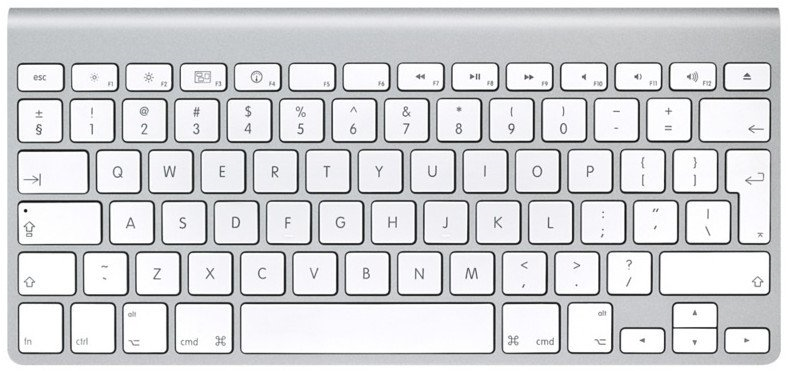 esc F1 F2 F3 F4 F5 F6 F7 F8 F9 F10 F11 F12
± ! @ # $ % ^ & * ( ) – +
§ 1 2 3 4 5 6 7 8 9 0 - =
Q W E R T Y U I O P { }
[ ]
A S D F G H J K L : " |
; ' \
~ Z X C V B N M < > ?
` , . /
alt alt
fn ctrl cmd cmd